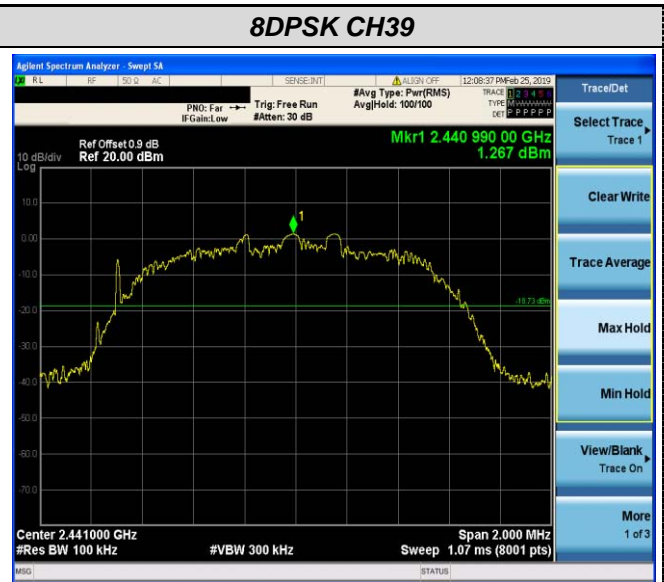 8DPSK CH39
Agilent Spectrum Analyzer - Swept SA
LXI RL RF 50 Ω AC SENSE:INT ALIGN OFF 12:08:37 PM Feb 25, 2019
#Avg Type: Pwr(RMS) TRACE 1 2 3 4 5 6
PNO: Far Trig: Free Run Avg|Hold: 100/100 TYPE M
IFGain:Low #Atten: 30 dB DET P P P P P P
Mkr1 2.440 990 00 GHz
1.267 dBm
Ref Offset 0.9 dB
10 dB/div Ref 20.00 dBm
Log
10.0
0.00
-10.0
-20.0
-30.0
-40.0
-50.0
-60.0
-70.0
1
-18.73 dBm
Center 2.441000 GHz Span 2.000 MHz
#Res BW 100 kHz #VBW 300 kHz Sweep 1.07 ms (8001 pts)
MSG STATUS
Trace/Det
Select Trace
Trace 1
Clear Write
Trace Average
Max Hold
Min Hold
View/Blank
Trace On
More
1 of 3